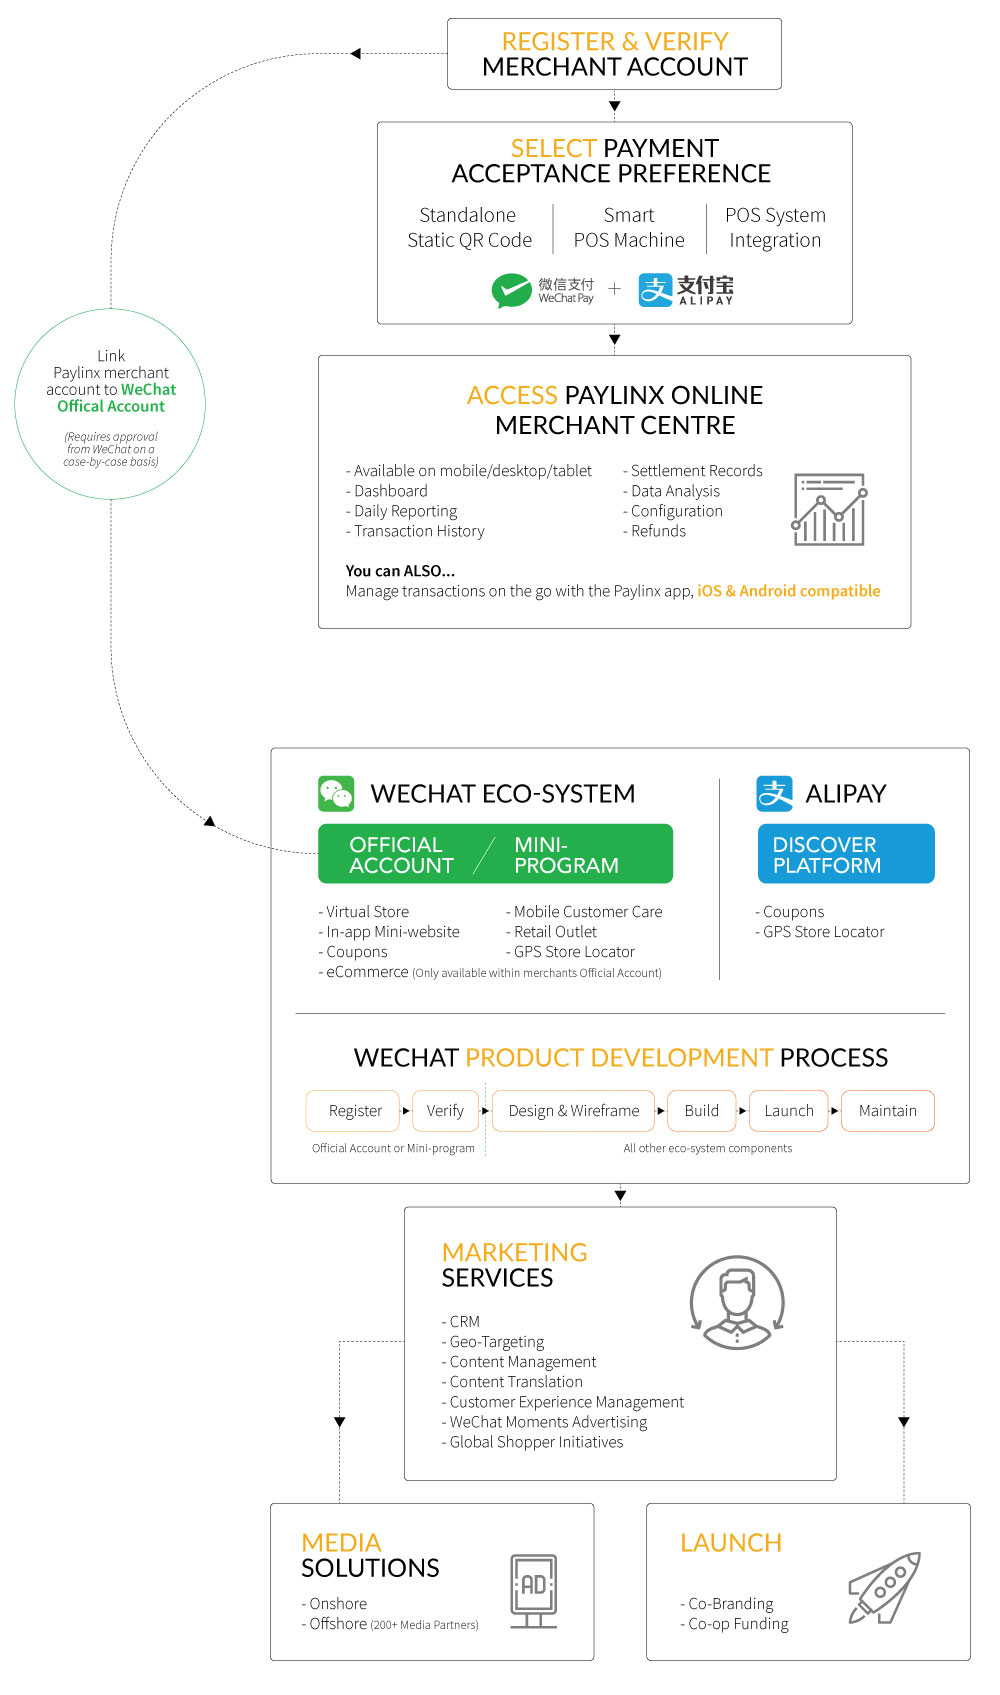 REGISTER & VERIFY
MERCHANT ACCOUNT
SELECT PAYMENT
ACCEPTANCE PREFERENCE
Standalone
Static QR Code
Smart
POS Machine
POS System
Integration
微信支付
WeChat Pay
+
支付宝
ALIPAY
Link
Paylinx merchant
account to WeChat
Offical Account
(Requires approval
from WeChat on a
case-by-case basis)
ACCESS PAYLINX ONLINE
MERCHANT CENTRE
- Available on mobile/desktop/tablet
- Dashboard
- Daily Reporting
- Transaction History
- Settlement Records
- Data Analysis
- Configuration
- Refunds
You can ALSO...
Manage transactions on the go with the Paylinx app, iOS & Android compatible
WECHAT ECO-SYSTEM
OFFICIAL
ACCOUNT
/
MINI-
PROGRAM
- Virtual Store
- In-app Mini-website
- Coupons
- eCommerce (Only available within merchants Official Account)
- Mobile Customer Care
- Retail Outlet
- GPS Store Locator
支
ALIPAY
DISCOVER
PLATFORM
- Coupons
- GPS Store Locator
WECHAT PRODUCT DEVELOPMENT PROCESS
Register
Verify
Design & Wireframe
Build
Launch
Maintain
Official Account or Mini-program
All other eco-system components
MARKETING
SERVICES
- CRM
- Geo-Targeting
- Content Management
- Content Translation
- Customer Experience Management
- WeChat Moments Advertising
- Global Shopper Initiatives
MEDIA
SOLUTIONS
- Onshore
- Offshore (200+ Media Partners)
AD
LAUNCH
- Co-Branding
- Co-op Funding